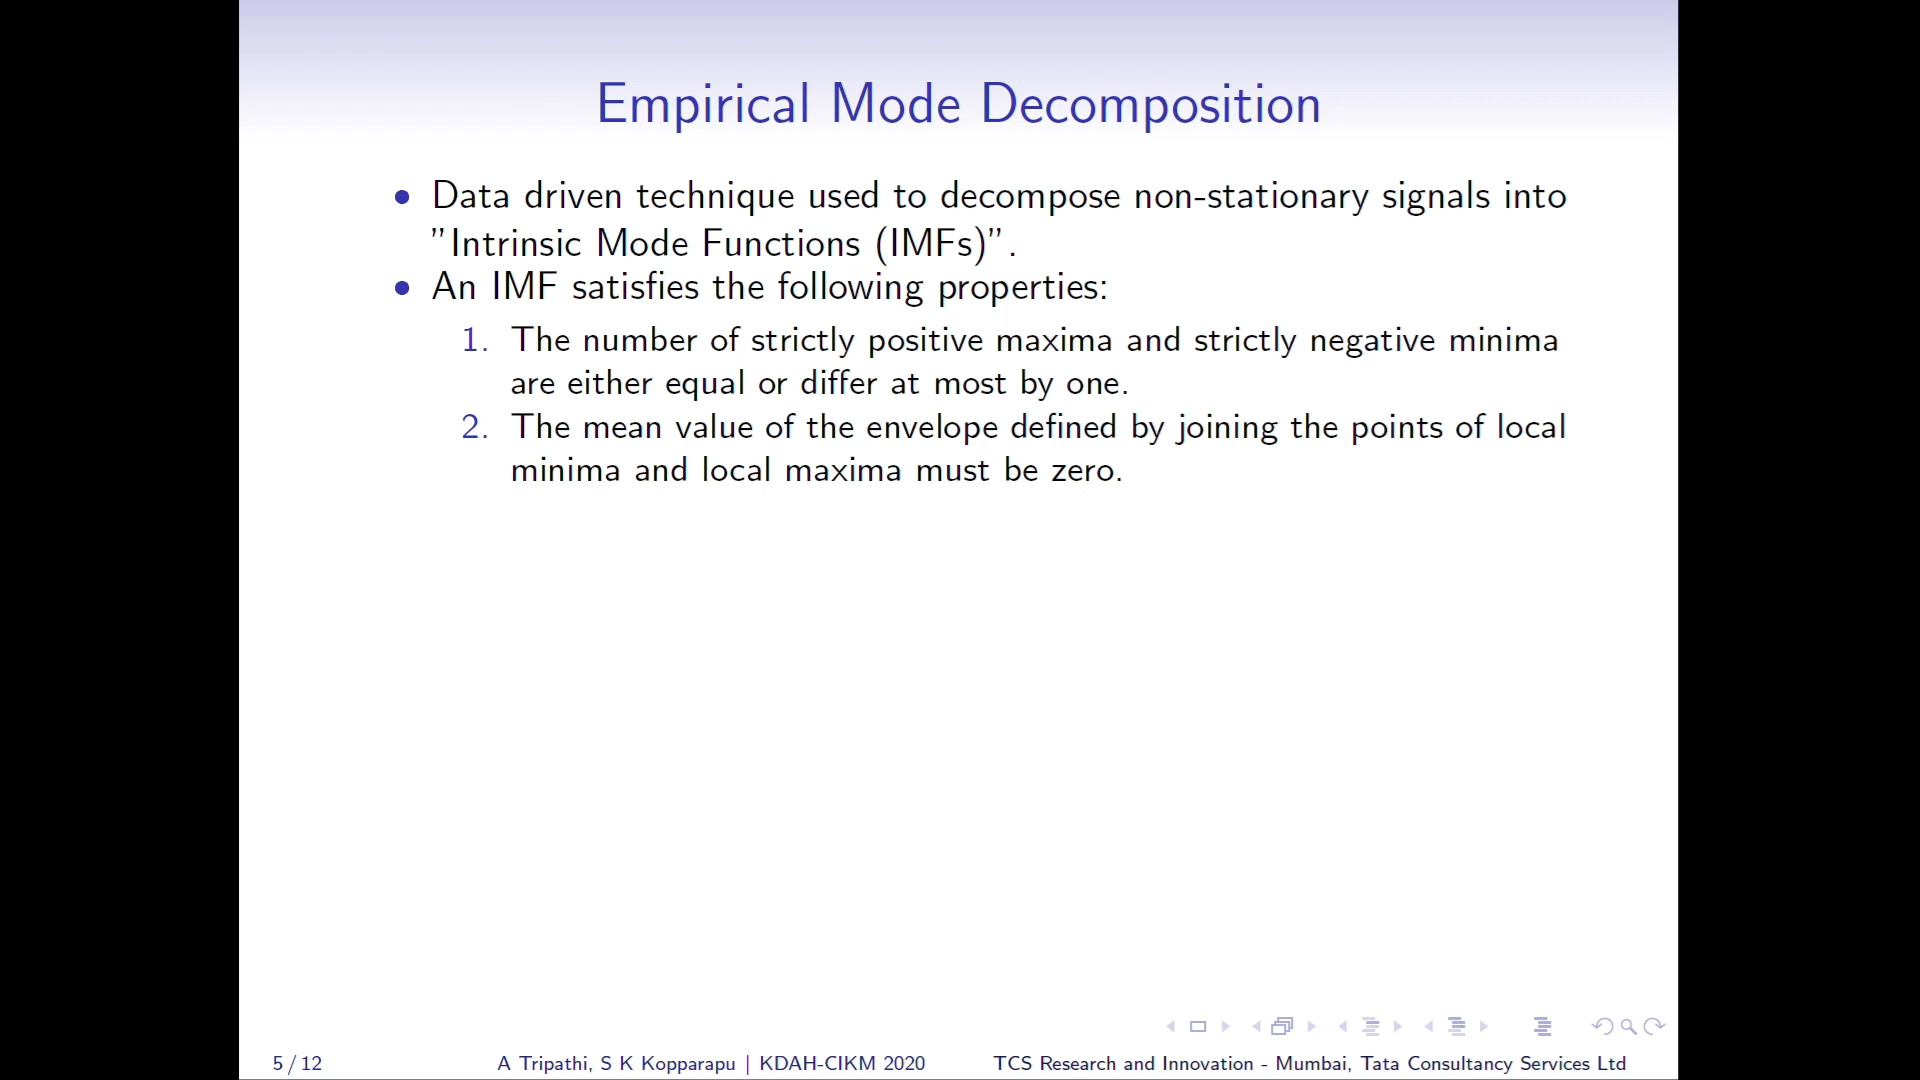 Empirical Mode Decomposition
• Data driven technique used to decompose non-stationary signals into
”Intrinsic Mode Functions (IMFs)”.
• An IMF satisfies the following properties:
1. The number of strictly positive maxima and strictly negative minima
are either equal or differ at most by one.
2. The mean value of the envelope defined by joining the points of local
minima and local maxima must be zero.
5 / 12 A Tripathi, S K Kopparapu | KDAH-CIKM 2020 TCS Research and Innovation - Mumbai, Tata Consultancy Services Ltd